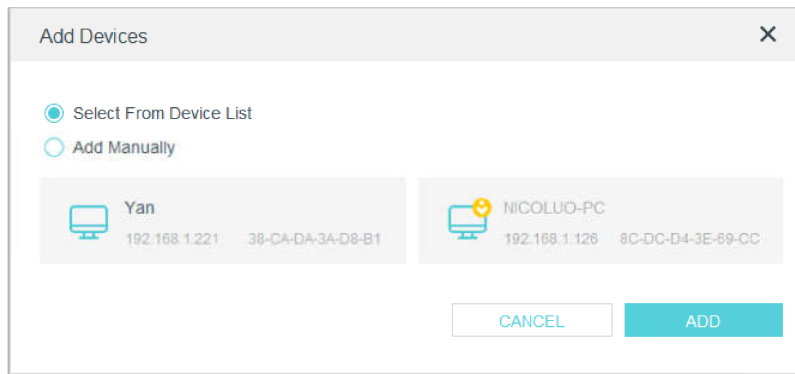 Add Devices
Select From Device List
Add Manually
Yan
192.168.1.221 38-CA-DA-3A-D8-B1
NICOLUO-PC
192.168.1.126 8C-DC-D4-3E-69-CC
CANCEL ADD